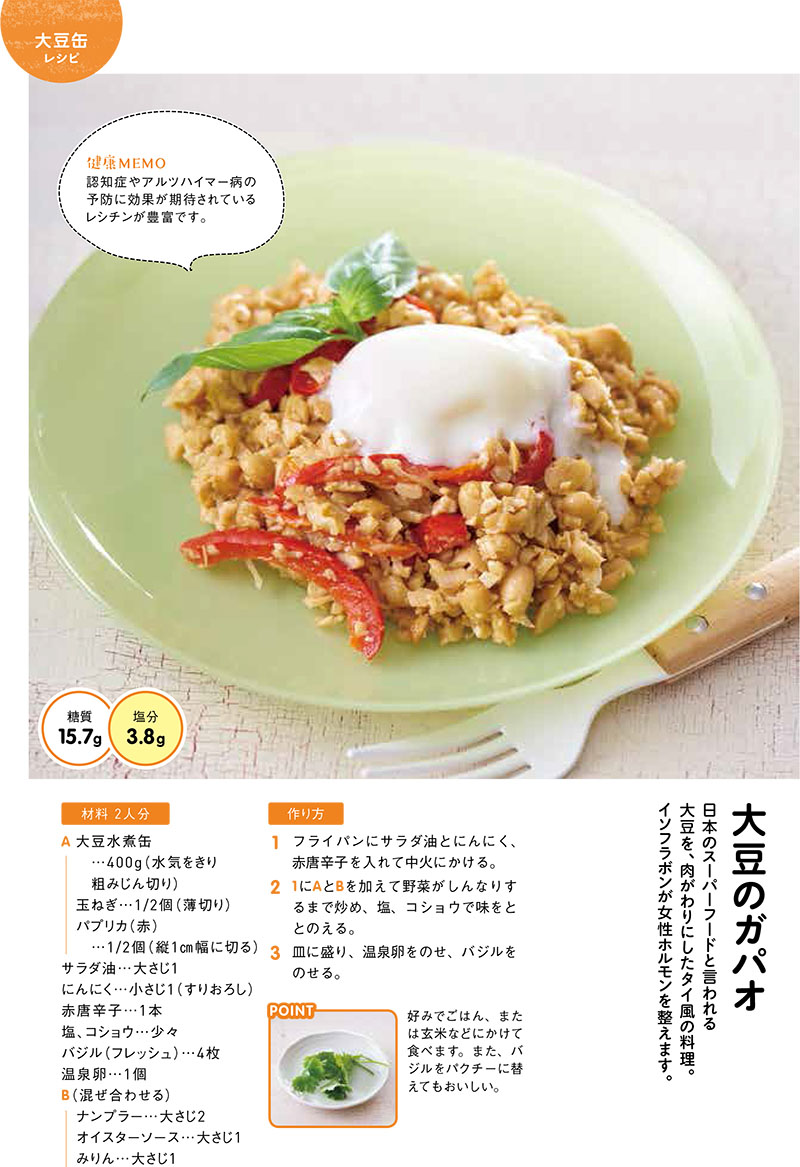 大豆缶
レシピ
健康MEMO
認知症やアルツハイマー病の
予防に効果が期待されている
レシチンが豊富です。
糖質
15.7g
塩分
3.8g
大豆のガパオ
日本のスーパーフードと言われる
大豆を、肉がわりにしたタイ風の料理。
イソフラボンが女性ホルモンを整えます。
材料 2人分
A 大豆水煮缶
…400g(水気をきり
粗みじん切り)
玉ねぎ…1/2個(薄切り)
パプリカ(赤)
…1/2個(縦1cm幅に切る)
サラダ油…大さじ1
にんにく…小さじ1(すりおろし)
赤唐辛子…1本
塩、コショウ…少々
バジル(フレッシュ)…4枚
温泉卵…1個
B(混ぜ合わせる)
ナンプラー…大さじ2
オイスターソース…大さじ1
みりん…大さじ1
作り方
1 フライパンにサラダ油とにんにく、
赤唐辛子を入れて中火にかける。
2 1にAとBを加えて野菜がしんなりす
るまで炒め、塩、コショウで味をと
とのえる。
3 皿に盛り、温泉卵をのせ、バジルを
のせる。
POINT
好みでごはん、また
は玄米などにかけて
食べます。また、バ
ジルをパクチーに替
えてもおいしい。